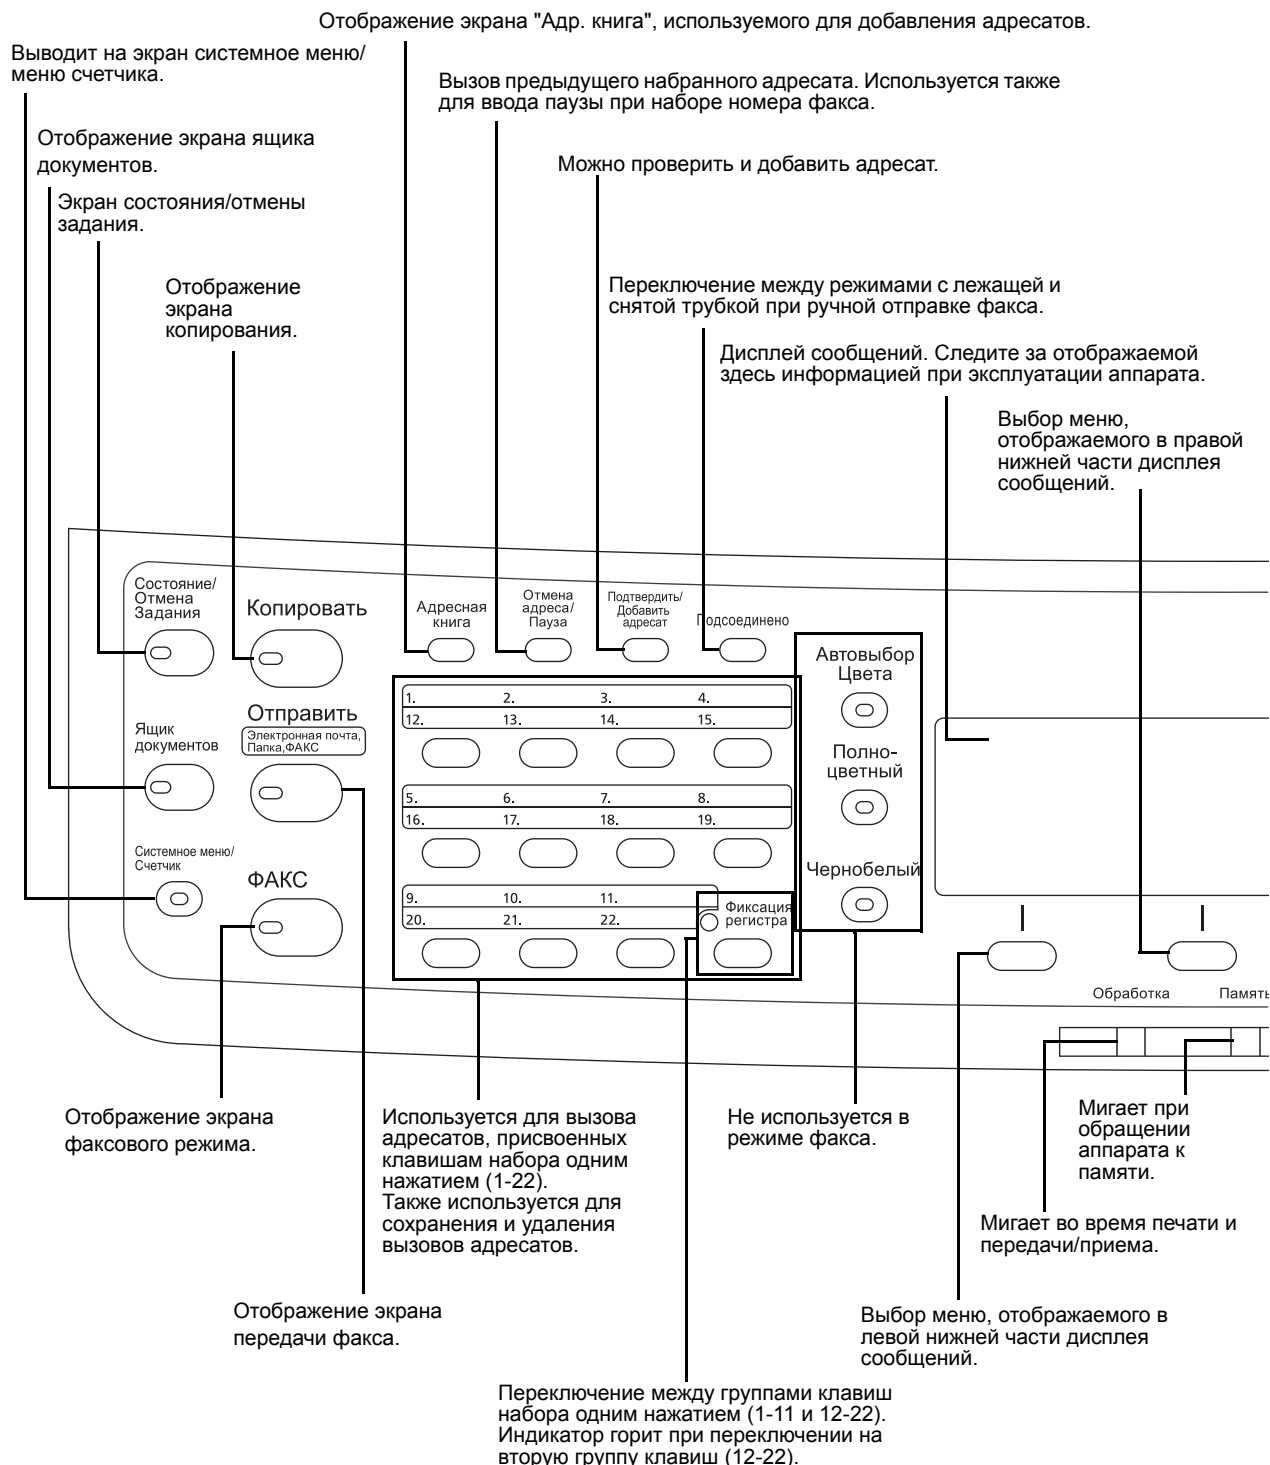 Отображение экрана "Адр. книга", используемого для добавления адресатов.
Выводит на экран системное меню/
меню счетчика.
Вызов предыдущего набранного адресата. Используется также
для ввода паузы при наборе номера факса.
Отображение экрана ящика
документов.
Можно проверить и добавить адресат.
Экран состояния/отмены
задания.
Отображение
экрана
копирования.
Переключение между режимами с лежащей и
снятой трубкой при ручной отправке факса.
Дисплей сообщений. Следите за отображаемой
здесь информацией при эксплуатации аппарата.
Выбор меню,
отображаемого в правой
нижней части дисплея
сообщений.
Состояние/
Отмена
Задания
Копировать
Адресная
книга
Отмена
адреса/
Пауза
Подтвердить/
Добавить
адресат
Подсоединено
Автовыбор
Цвета
1. 2. 3. 4.
12. 13. 14. 15.
Отправить
Электронная почта,
Папка,ФАКС
Ящик
документов
Полно-
цветный
5. 6. 7. 8.
16. 17. 18. 19.
Системное меню/
Счетчик
ФАКС
Чернобелый
9. 10. 11.
20. 21. 22.
Фиксация
регистра
Обработка Память
Отображение экрана
факсового режима.
Используется для вызова
адресатов, присвоенных
клавишам набора одним
нажатием (1-22).
Также используется для
сохранения и удаления
вызовов адресатов.
Не используется в
режиме факса.
Мигает при
обращении
аппарата к
памяти.
Мигает во время печати и
передачи/приема.
Отображение экрана
передачи факса.
Выбор меню, отображаемого в
левой нижней части дисплея
сообщений.
Переключение между группами клавиш
набора одним нажатием (1-11 и 12-22).
Индикатор горит при переключении на
вторую группу клавиш (12-22).